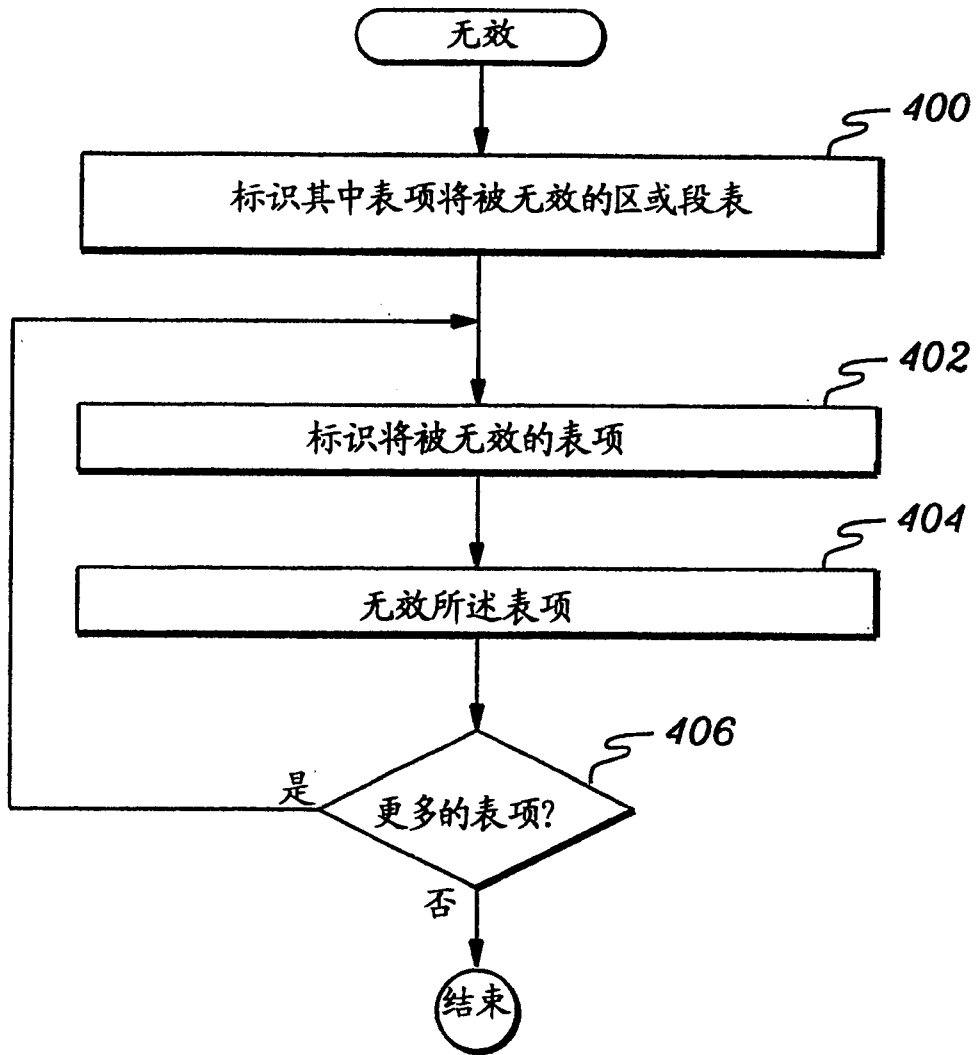 无效
400
标识其中表项将被无效的区或段表
402
标识将被无效的表项
404
无效所述表项
406
是
更多的表项?
否
结束